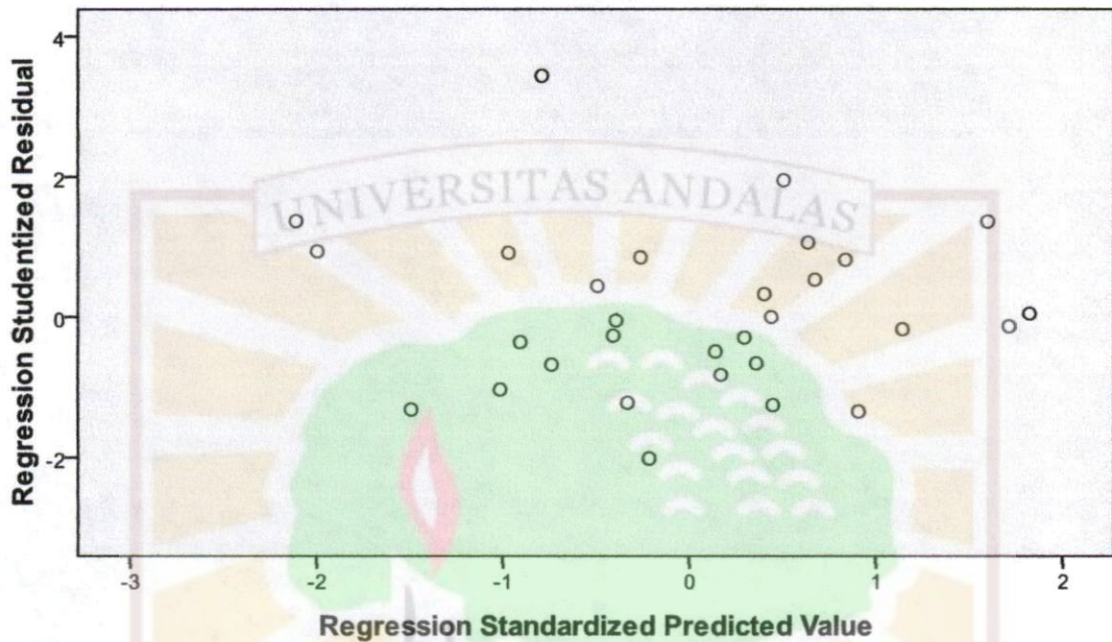 4
2
0
-2
Regression Studentized Residual
UNIVERSITAS ANDALAS
-3 -2 -1 0 1 2
Regression Standardized Predicted Value